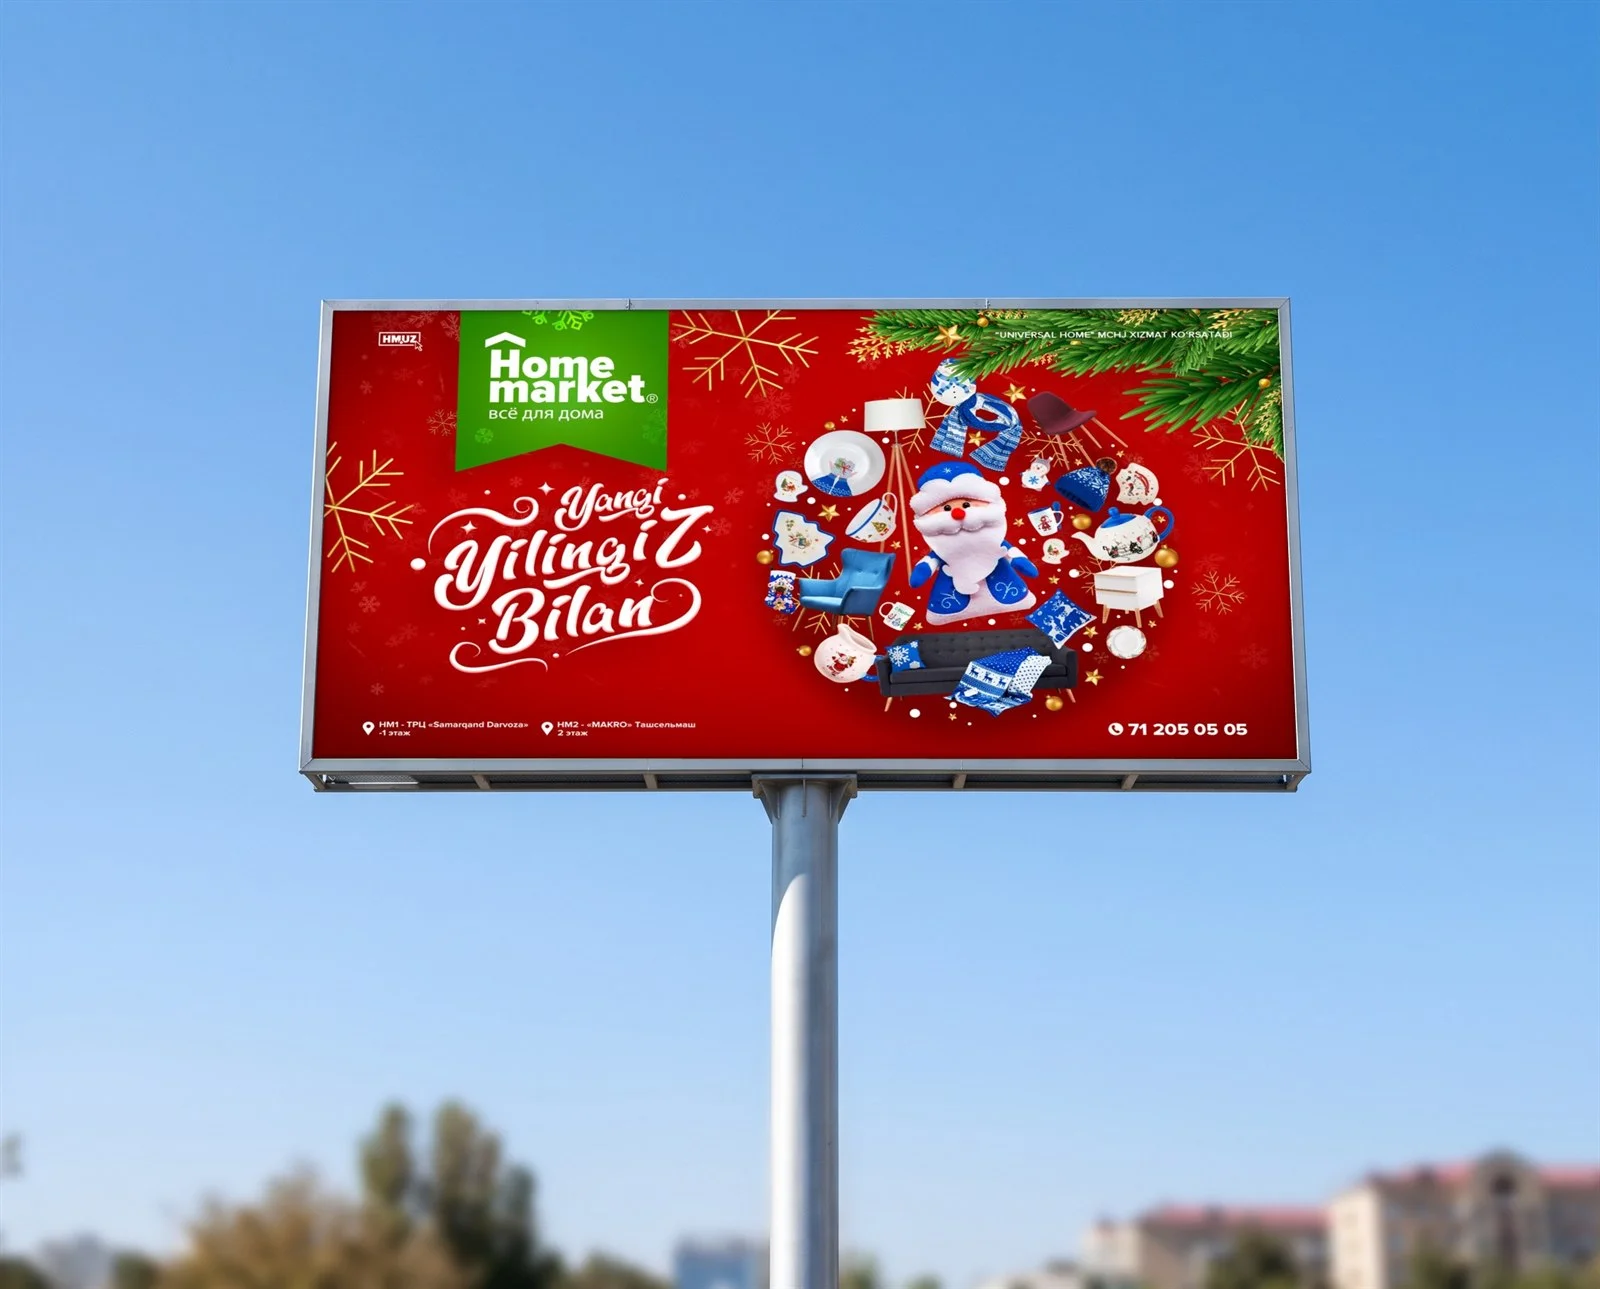 HM.UZ
Home
market®
всё для дома
"UNIVERSAL HOME" MCHJ XIZMAT KO'RSATADI
Yangi
Yilingiz
Bilan
HM1 - ТРЦ «Samarqand Darvoza»
-1 этаж
HM2 - «MAKRO» Ташсельмаш
2 этаж
71 205 05 05